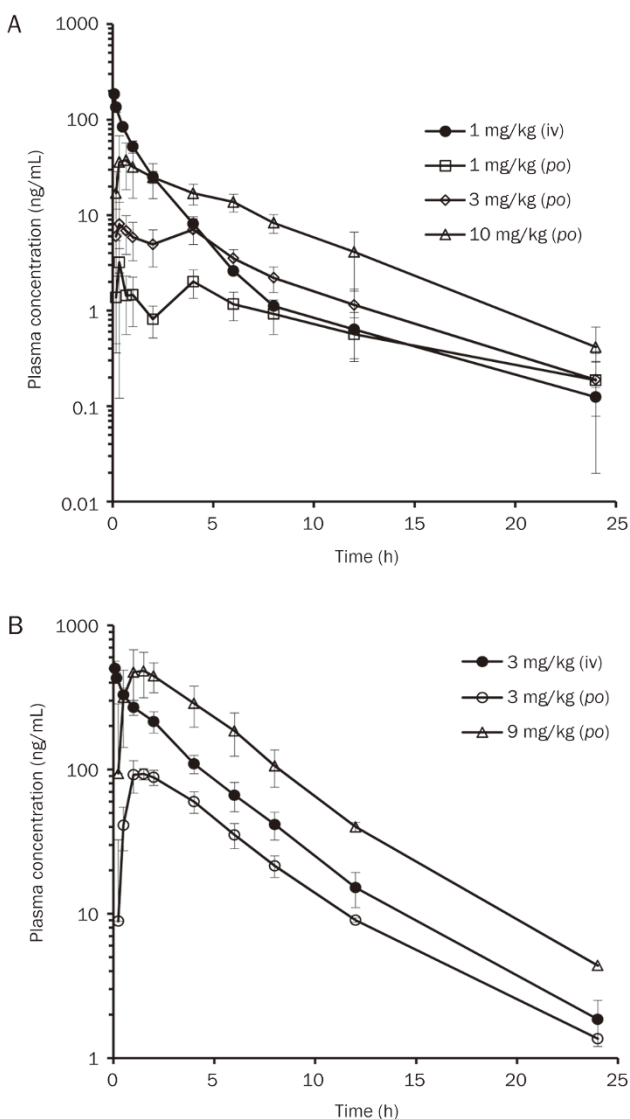 A
1000
100
10
1
0.1
0.01
Plasma concentration (ng/mL)
0 5 10 15 20 25
Time (h)
1 mg/kg (iv)
1 mg/kg (po)
3 mg/kg (po)
10 mg/kg (po)
B
1000
100
10
1
Plasma concentration (ng/mL)
0 5 10 15 20 25
Time (h)
3 mg/kg (iv)
3 mg/kg (po)
9 mg/kg (po)